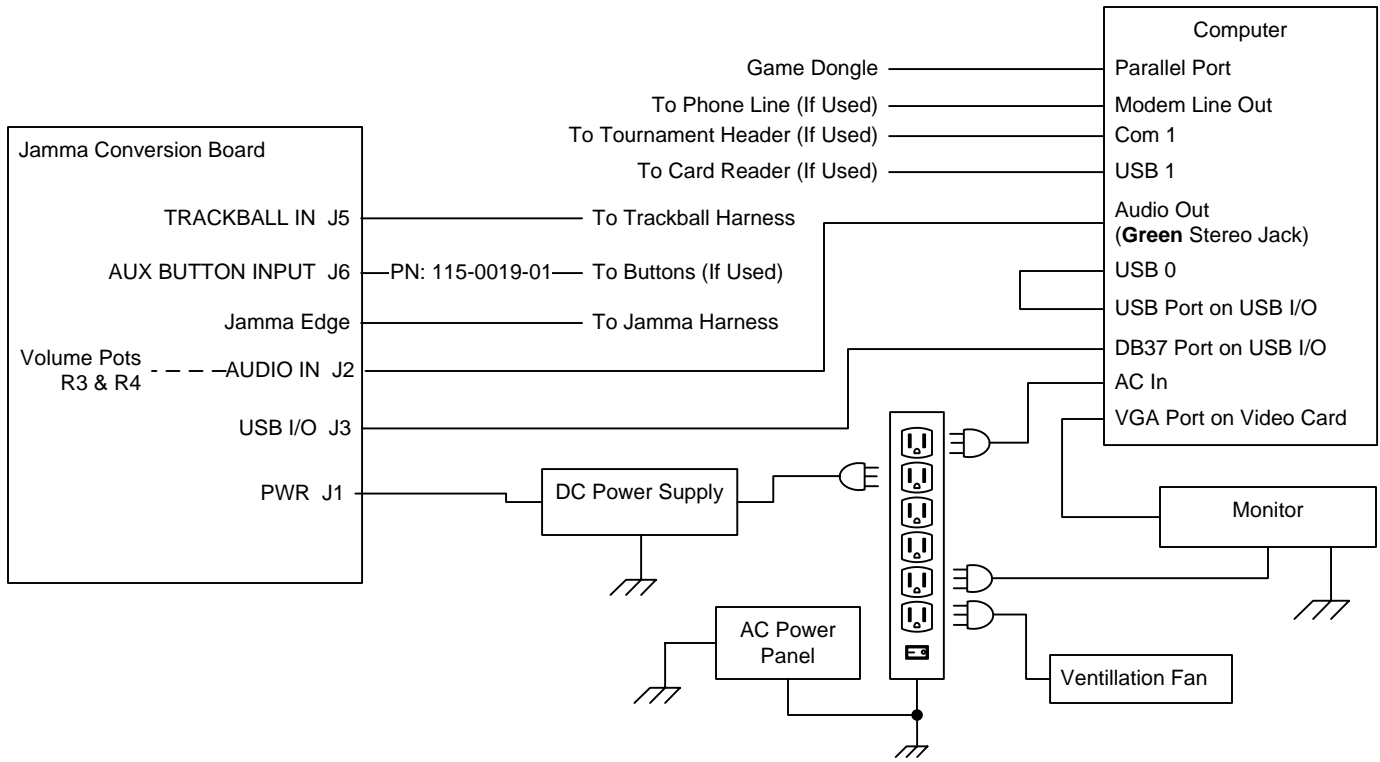 Computer
Game Dongle
Parallel Port
To Phone Line (If Used)
Modem Line Out
To Tournament Header (If Used)
Com 1
To Card Reader (If Used)
USB 1
Audio Out
(Green Stereo Jack)
USB 0
USB Port on USB I/O
DB37 Port on USB I/O
AC In
VGA Port on Video Card
Jamma Conversion Board
TRACKBALL IN J5
To Trackball Harness
AUX BUTTON INPUT J6
PN: 115-0019-01
To Buttons (If Used)
Jamma Edge
To Jamma Harness
Volume Pots
R3 & R4
AUDIO IN J2
USB I/O J3
PWR J1
DC Power Supply
Monitor
AC Power
Panel
Ventillation Fan